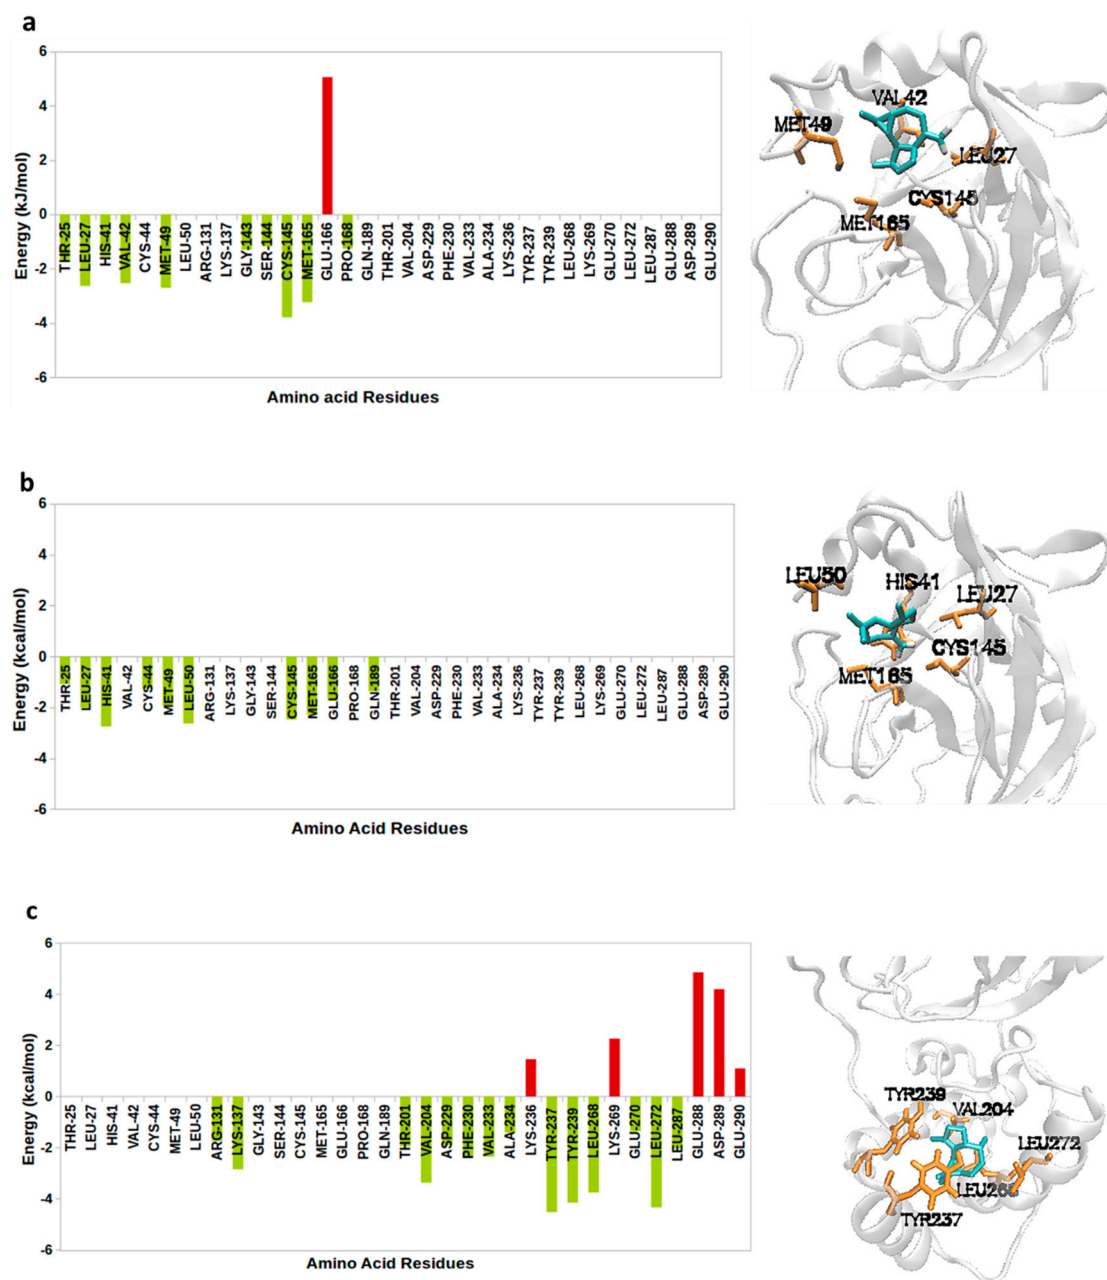 a
6
4
2
0
-2
-4
-6
Energy (kJ/mol)
THR-25
LEU-27
HIS-41
VAL-42
CYS-44
MET-49
LEU-50
ARG-131
LYS-137
GLY-143
SER-144
CYS-145
MET-165
GLU-166
PRO-168
GLN-189
THR-201
VAL-204
ASP-229
PHE-230
VAL-233
ALA-234
LYS-236
TYR-237
TYR-239
LEU-268
LYS-269
GLU-270
LEU-272
LEU-287
GLU-288
ASP-289
GLU-290
Amino acid Residues
VAL42
MET49
LEU27
CYS145
MET165
b
6
4
2
0
-2
-4
-6
Energy (kcal/mol)
THR-25
LEU-27
HIS-41
VAL-42
CYS-44
MET-49
LEU-50
ARG-131
LYS-137
GLY-143
SER-144
CYS-145
MET-165
GLU-166
PRO-168
GLN-189
THR-201
VAL-204
ASP-229
PHE-230
VAL-233
ALA-234
LYS-236
TYR-237
TYR-239
LEU-268
LYS-269
GLU-270
LEU-272
LEU-287
GLU-288
ASP-289
GLU-290
Amino Acid Residues
LEU50
HIS41
LEU27
CYS145
MET165
c
6
4
2
0
-2
-4
-6
Energy (kcal/mol)
THR-25
LEU-27
HIS-41
VAL-42
CYS-44
MET-49
LEU-50
ARG-131
LYS-137
GLY-143
SER-144
CYS-145
MET-165
GLU-166
PRO-168
GLN-189
THR-201
VAL-204
ASP-229
PHE-230
VAL-233
ALA-234
LYS-236
TYR-237
TYR-239
LEU-268
LYS-269
GLU-270
LEU-272
LEU-287
GLU-288
ASP-289
GLU-290
Amino Acid Residues
TYR239
VAL204
LEU272
LEU268
TYR237